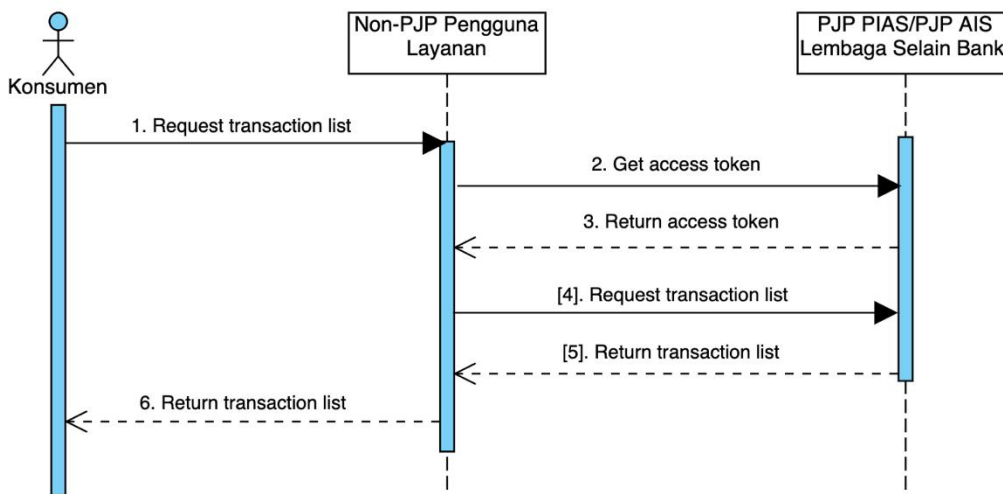 Konsumen
Non-PJP Pengguna
Layanan
PJP PIAS/PJP AIS
Lembaga Selain Bank
1. Request transaction list
2. Get access token
3. Return access token
[4]. Request transaction list
[5]. Return transaction list
6. Return transaction list